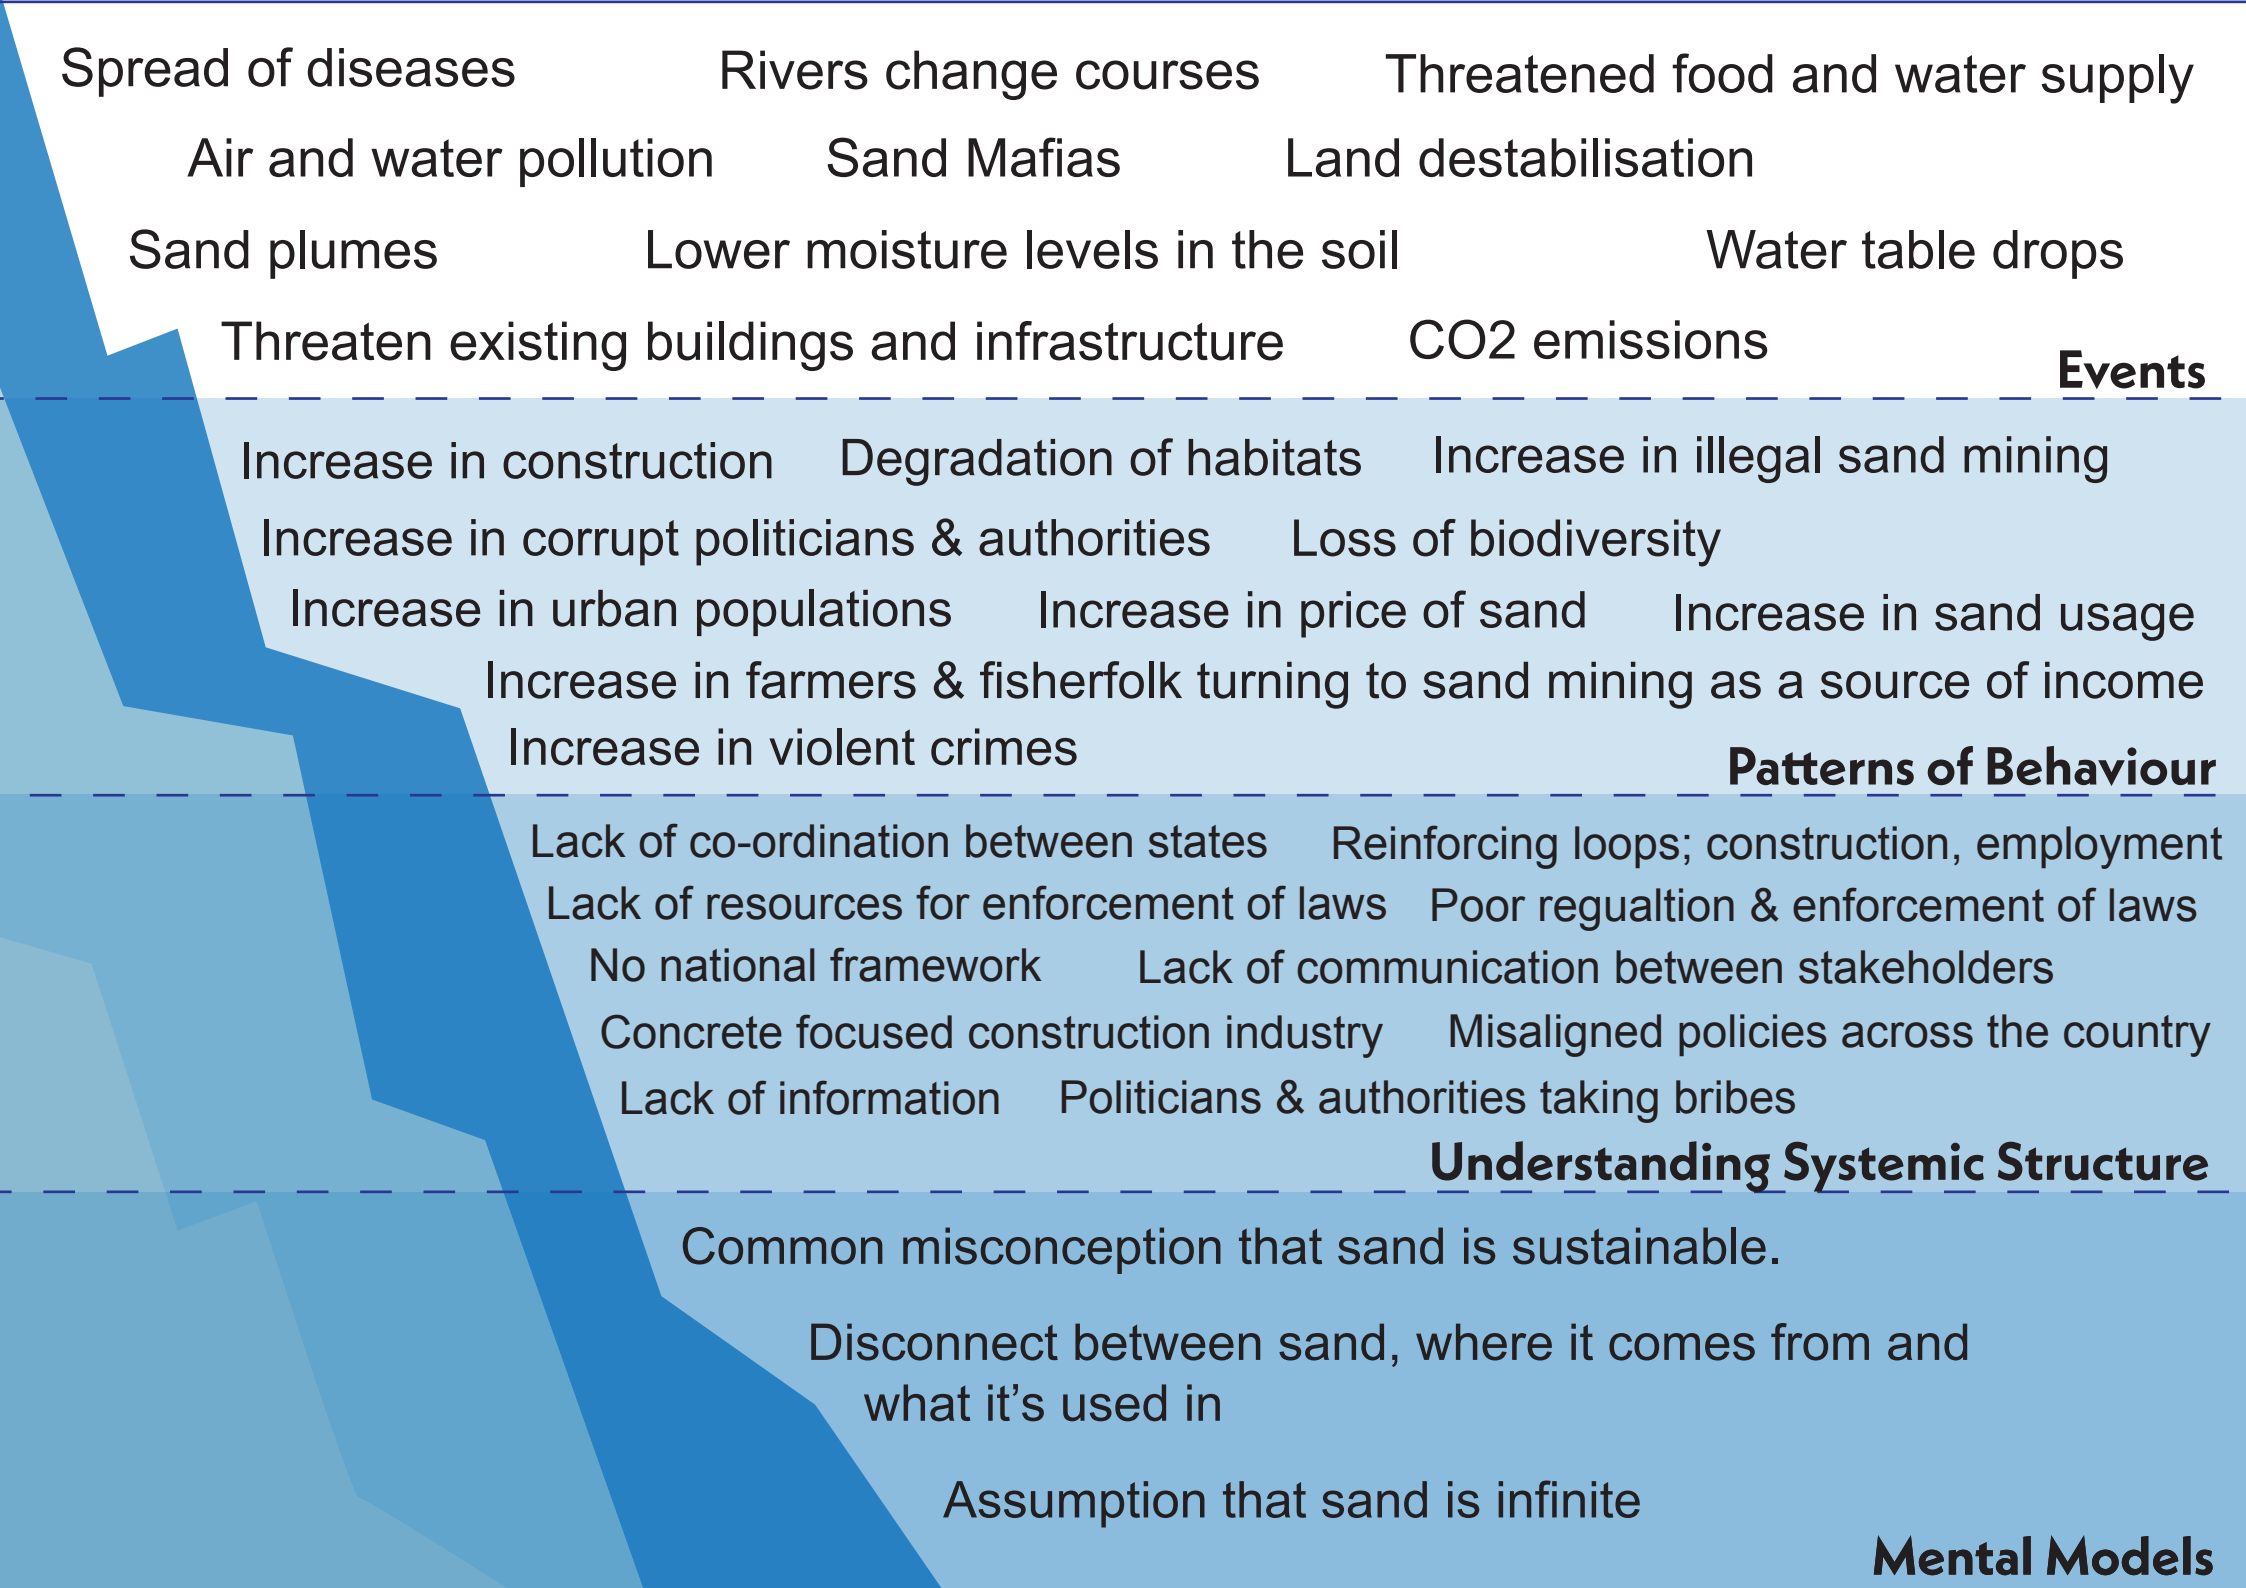 Spread of diseases Rivers change courses Threatened food and water supply
Air and water pollution Sand Mafias Land destabilisation
Sand plumes Lower moisture levels in the soil Water table drops
Threaten existing buildings and infrastructure CO2 emissions
Events
Increase in construction Degradation of habitats Increase in illegal sand mining
Increase in corrupt politicians & authorities Loss of biodiversity
Increase in urban populations Increase in price of sand Increase in sand usage
Increase in farmers & fisherfolk turning to sand mining as a source of income
Increase in violent crimes
Patterns of Behaviour
Lack of co-ordination between states Reinforcing loops; construction, employment
Lack of resources for enforcement of laws Poor regualtion & enforcement of laws
No national framework Lack of communication between stakeholders
Concrete focused construction industry Misaligned policies across the country
Lack of information Politicians & authorities taking bribes
Understanding Systemic Structure
Common misconception that sand is sustainable.
Disconnect between sand, where it comes from and
what it's used in
Assumption that sand is infinite
Mental Models